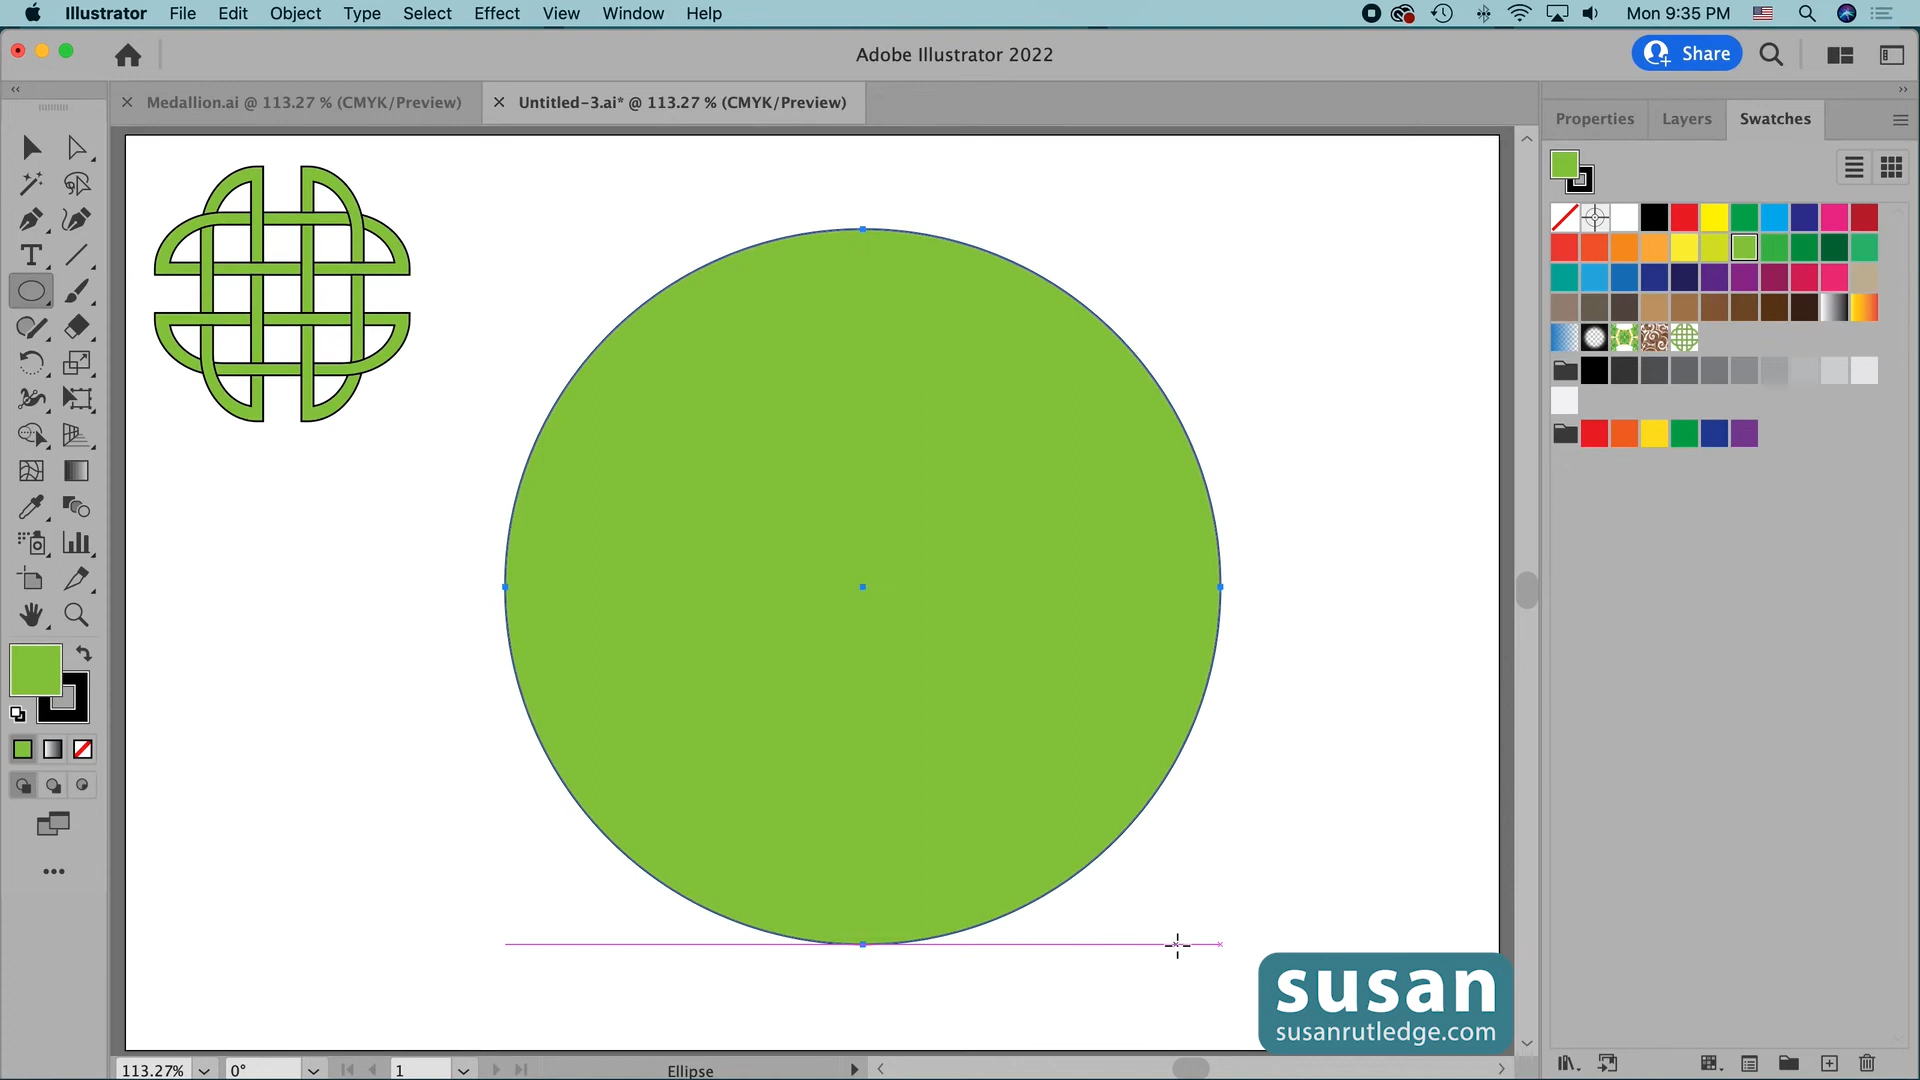 Illustrator File Edit Object Type Select Effect View Window Help Mon 9:35 PM
Adobe Illustrator 2022
Share
Medallion.ai @ 113.27 % (CMYK/Preview)
Untitled-3.ai* @ 113.27 % (CMYK/Preview)
Properties Layers Swatches
susan
susanrutledge.com
113.27% 0° 1 Ellipse